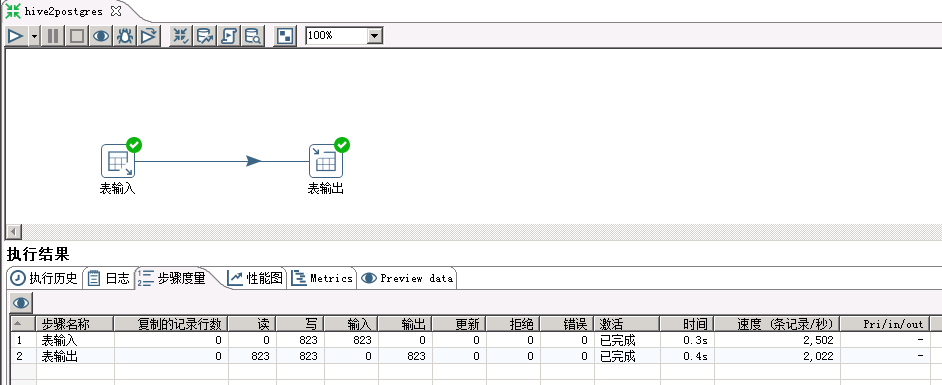 hive2postgres
100%
表输入 表输出
执行结果
执行历史 日志 步骤度量 性能图 Metrics Preview data
步骤名称 复制的记录行数 读 写 输入 输出 更新 拒绝 错误 激活 时间 速度 (条记录/秒) Pri/in/out
1 表输入 0 0 823 823 0 0 0 0 已完成 0.3s 2,502 -
2 表输出 0 823 823 0 823 0 0 0 已完成 0.4s 2,022 -